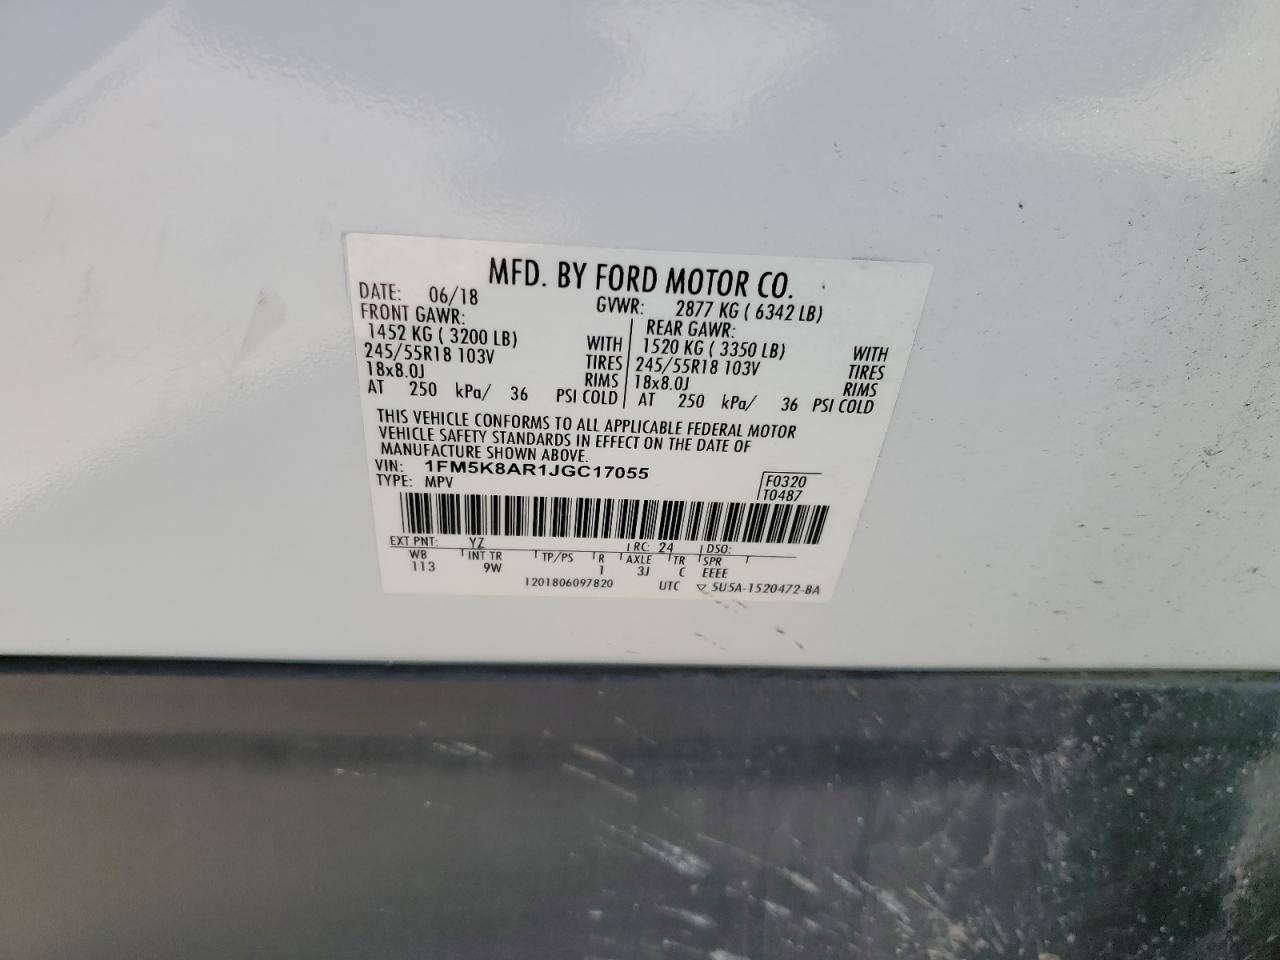 MFD. BY FORD MOTOR CO.
DATE: 06/18 GVWR: 2877 KG ( 6342 LB)
FRONT GAWR: REAR GAWR:
1452 KG ( 3200 LB) WITH 1520 KG ( 3350 LB) WITH
245/55R18 103V TIRES 245/55R18 103V TIRES
18x8.0J RIMS 18x8.0J RIMS
AT 250 kPa/ 36 PSI COLD AT 250 kPa/ 36 PSI COLD
THIS VEHICLE CONFORMS TO ALL APPLICABLE FEDERAL MOTOR
VEHICLE SAFETY STANDARDS IN EFFECT ON THE DATE OF
MANUFACTURE SHOWN ABOVE.
VIN: 1FM5K8AR1JGC17055
TYPE: MPV
F0320
T0487
EXT PNT: YZ RC: 24 DSO:
WB INT TR TP/PS R AXLE TR SPR
113 9W 1 3J C EEEE
1201806097820 UTC ▽ 5U5A-1520472-BA